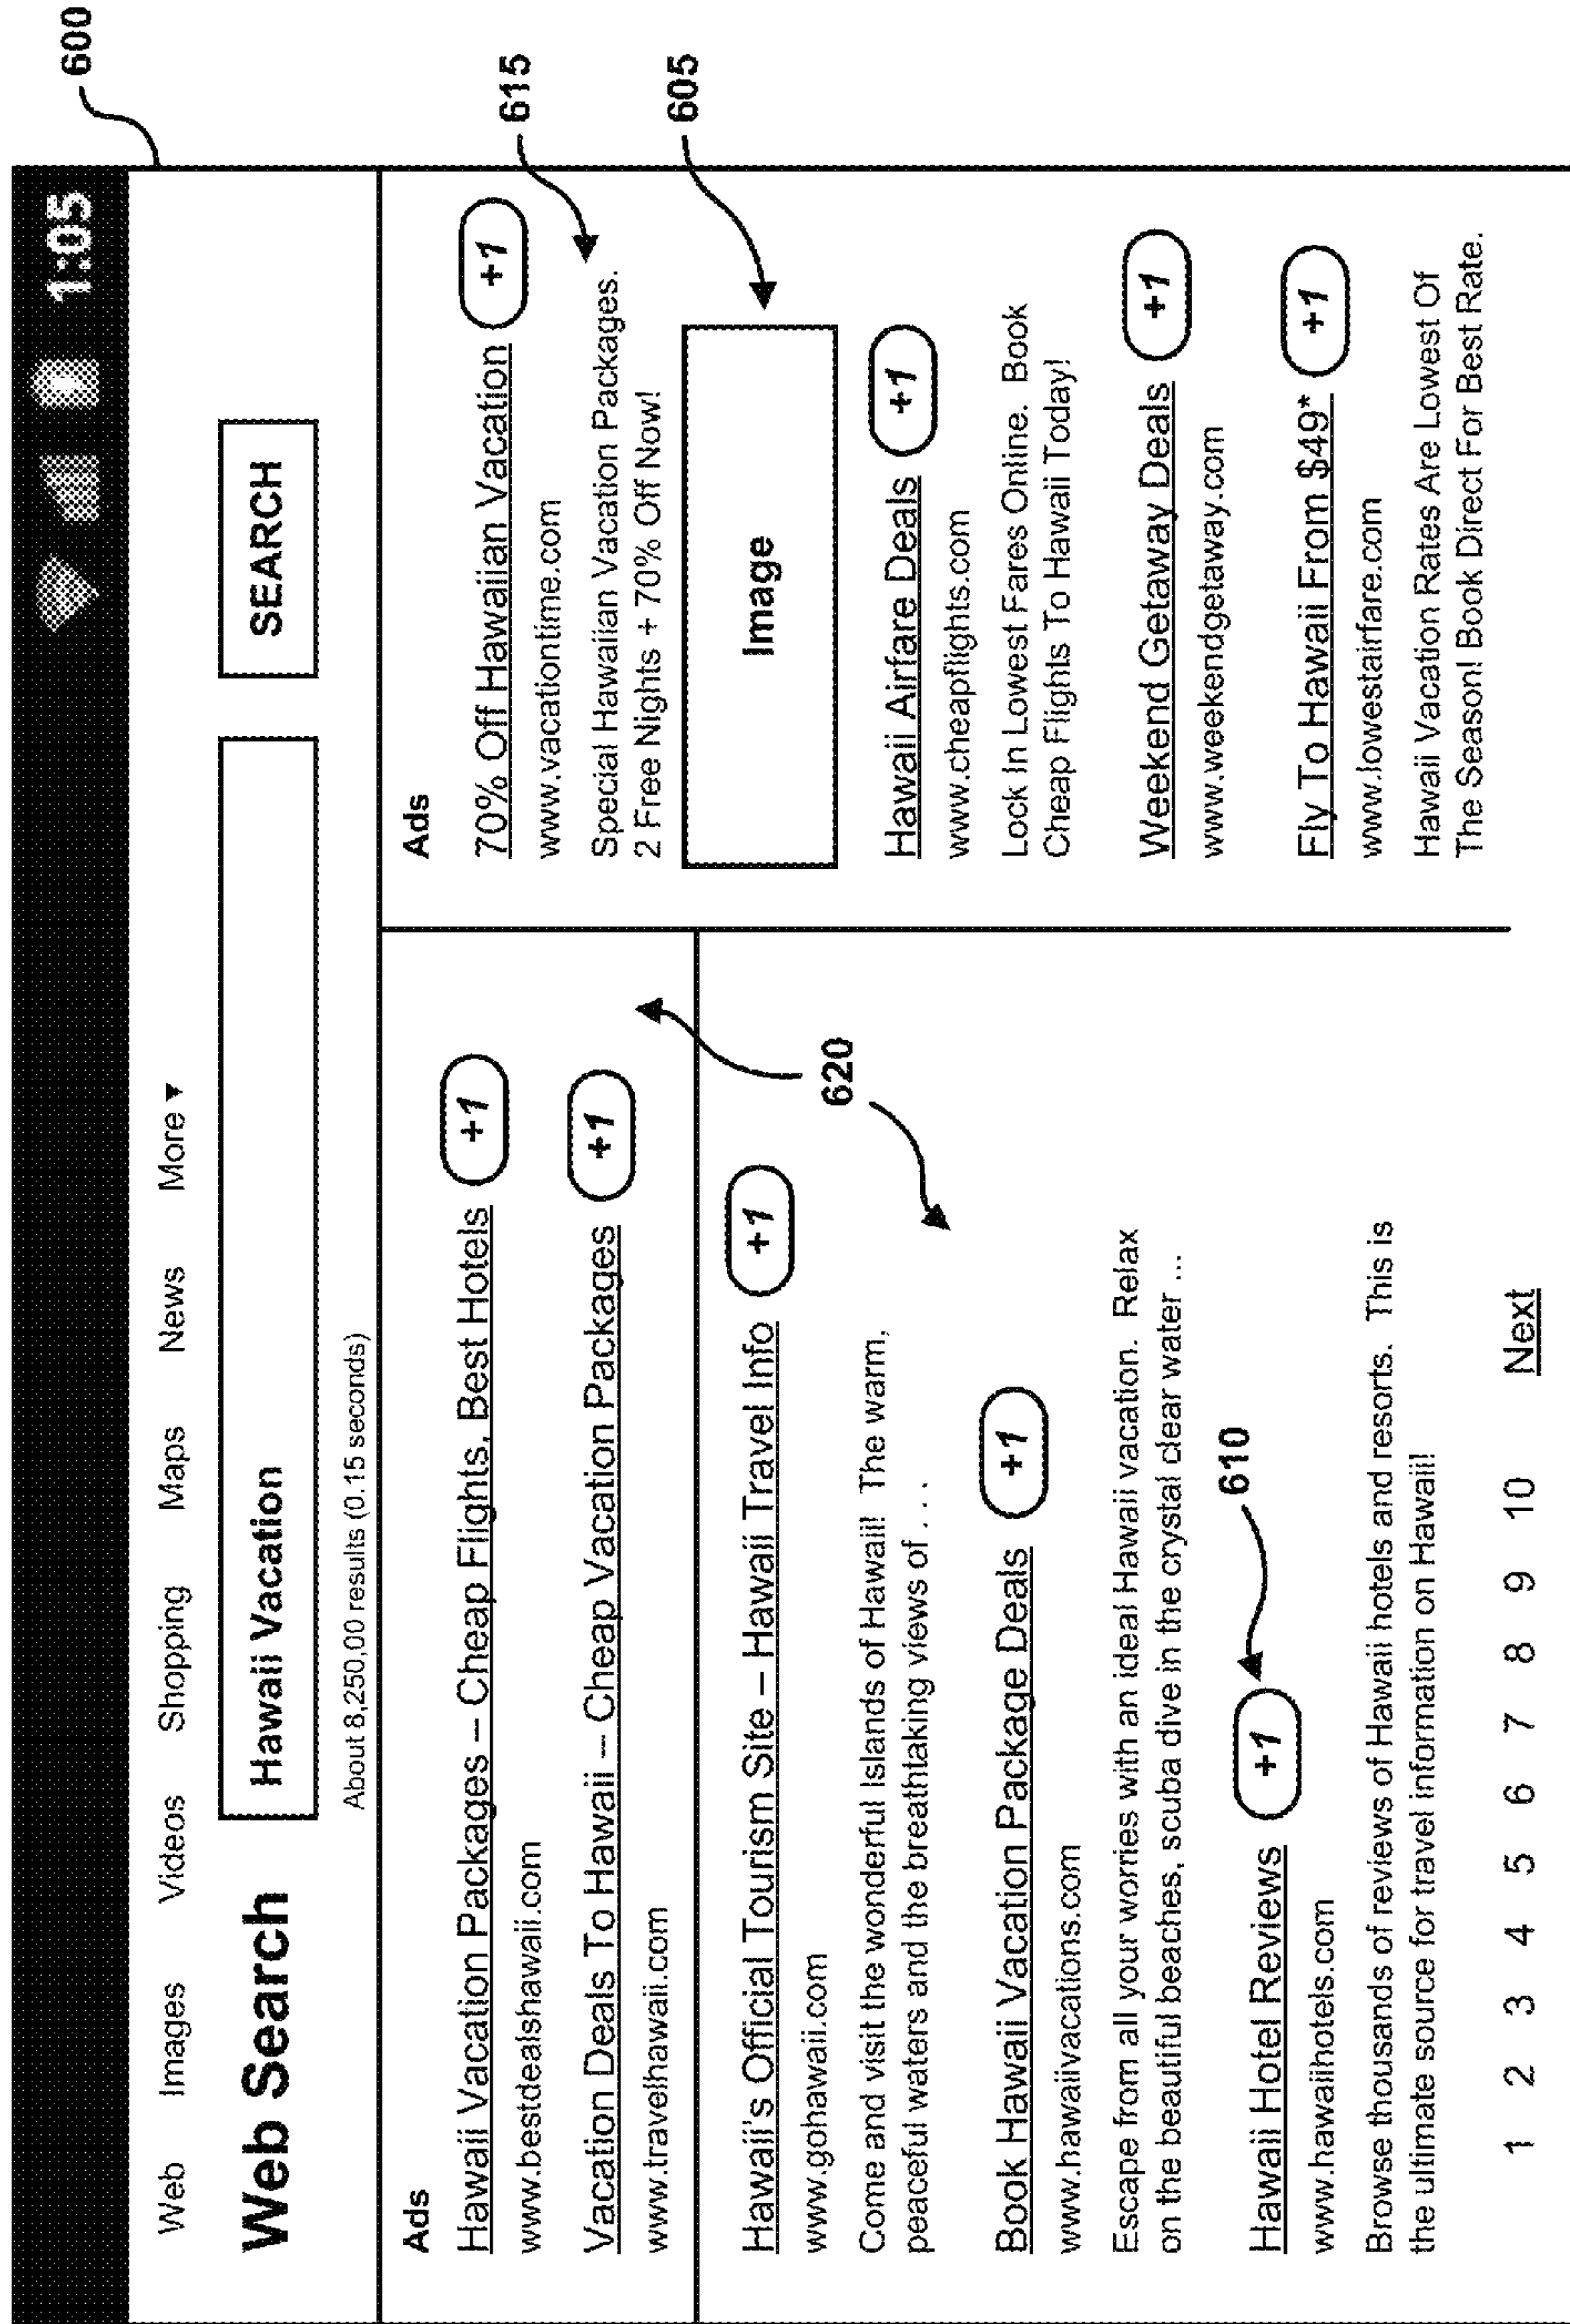 600
1:05
Web Images Videos Shopping Maps News More ▾
Web Search
Hawaii Vacation
SEARCH
About 8,250,00 results (0.15 seconds)
Ads
Hawaii Vacation Packages – Cheap Flights, Best Hotels +1
www.bestdealshawaii.com
Vacation Deals To Hawaii – Cheap Vacation Packages +1
www.travelhawaii.com
620
Hawaii's Official Tourism Site – Hawaii Travel Info +1
www.gohawaii.com
Come and visit the wonderful Islands of Hawaii! The warm,
peaceful waters and the breathtaking views of . . .
Book Hawaii Vacation Package Deals +1
www.hawaiivacations.com
Escape from all your worries with an ideal Hawaii vacation. Relax
on the beautiful beaches, scuba dive in the crystal clear water ...
610
Hawaii Hotel Reviews +1
www.hawaiihotels.com
Browse thousands of reviews of Hawaii hotels and resorts. This is
the ultimate source for travel information on Hawaii!
1 2 3 4 5 6 7 8 9 10 Next
Ads
70% Off Hawaiian Vacation +1
615
www.vacationtime.com
Special Hawaiian Vacation Packages.
2 Free Nights + 70% Off Now!
605
Image
Hawaii Airfare Deals +1
www.cheapflights.com
Lock In Lowest Fares Online. Book
Cheap Flights To Hawaii Today!
Weekend Getaway Deals +1
www.weekendgetaway.com
Fly To Hawaii From $49* +1
www.lowestairfare.com
Hawaii Vacation Rates Are Lowest Of
The Season! Book Direct For Best Rate.